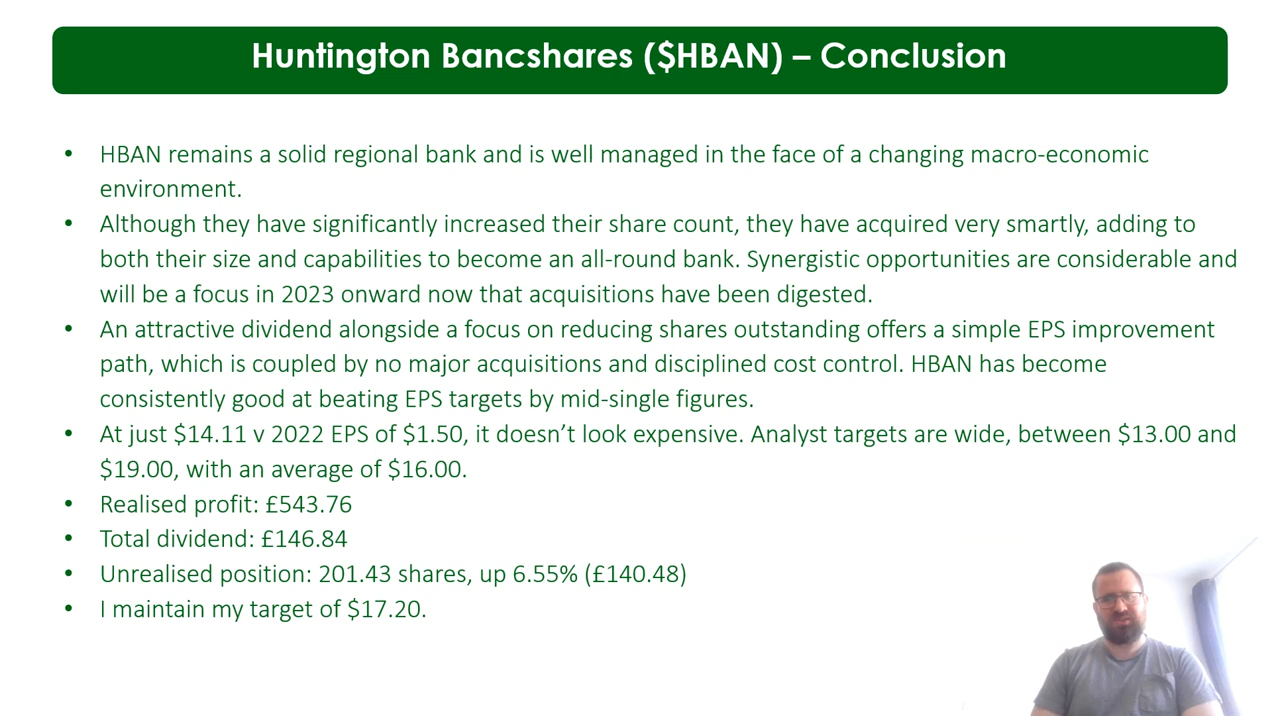 Huntington Bancshares ($HBAN) – Conclusion
• HBAN remains a solid regional bank and is well managed in the face of a changing macro-economic
environment.
• Although they have significantly increased their share count, they have acquired very smartly, adding to
both their size and capabilities to become an all-round bank. Synergistic opportunities are considerable and
will be a focus in 2023 onward now that acquisitions have been digested.
• An attractive dividend alongside a focus on reducing shares outstanding offers a simple EPS improvement
path, which is coupled by no major acquisitions and disciplined cost control. HBAN has become
consistently good at beating EPS targets by mid-single figures.
• At just $14.11 v 2022 EPS of $1.50, it doesn’t look expensive. Analyst targets are wide, between $13.00 and
$19.00, with an average of $16.00.
• Realised profit: £543.76
• Total dividend: £146.84
• Unrealised position: 201.43 shares, up 6.55% (£140.48)
• I maintain my target of $17.20.